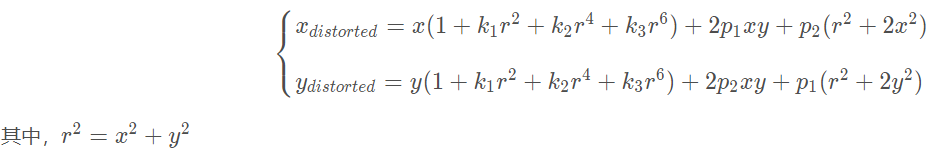 x_{distorted} = x(1 + k_1r^2 + k_2r^4 + k_3r^6) + 2p_1xy + p_2(r^2 + 2x^2)
y_{distorted} = y(1 + k_1r^2 + k_2r^4 + k_3r^6) + 2p_2xy + p_1(r^2 + 2y^2)
其中，r^2 = x^2 + y^2